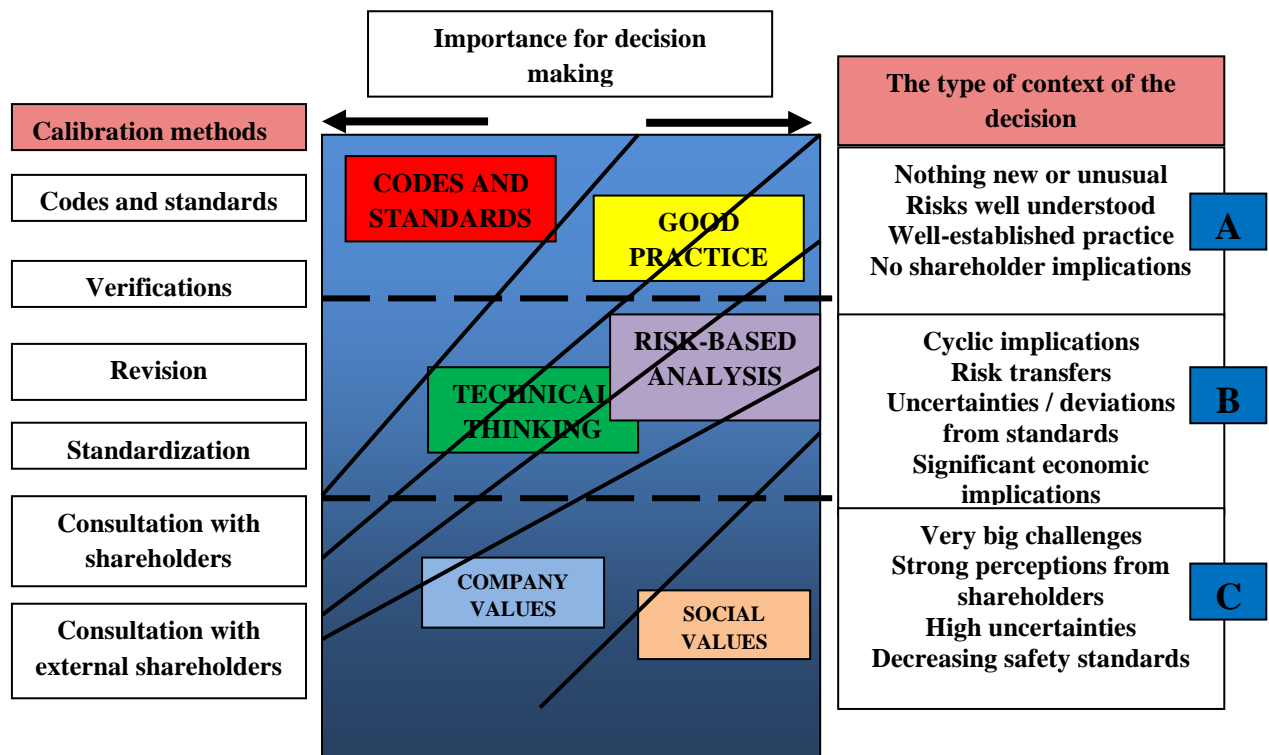 Importance for decision
making
Calibration methods
Codes and standards
Verifications
Revision
Standardization
Consultation with
shareholders
Consultation with
external shareholders
CODES AND
STANDARDS
GOOD
PRACTICE
RISK-BASED
ANALYSIS
TECHNICAL
THINKING
COMPANY
VALUES
SOCIAL
VALUES
The type of context of the
decision
Nothing new or unusual
Risks well understood
Well-established practice
No shareholder implications
A
Cyclic implications
Risk transfers
Uncertainties / deviations
from standards
Significant economic
implications
B
Very big challenges
Strong perceptions from
shareholders
High uncertainties
Decreasing safety standards
C